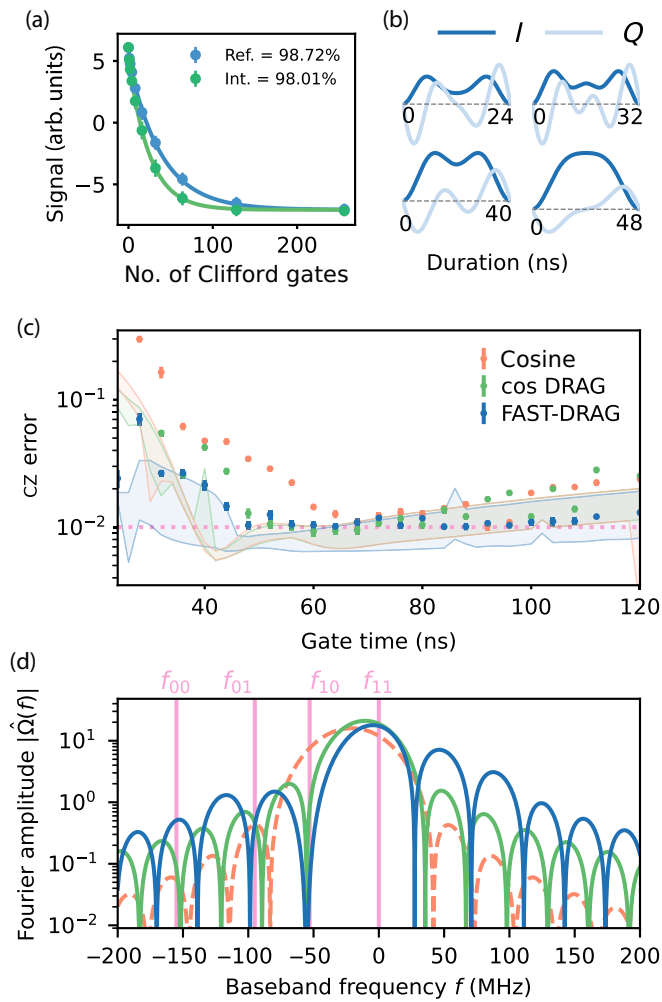 (a)
Signal (arb. units)
5
0
−5
Ref. = 98.72%
Int. = 98.01%
0
100
200
No. of Clifford gates
(b)
I
Q
0
24
0
32
0
40
0
48
Duration (ns)
(c)
CZ error
10⁻¹
10⁻²
Cosine
cos DRAG
FAST-DRAG
40
60
80
100
120
Gate time (ns)
(d)
f₀₀
f₀₁
f₁₀
f₁₁
Fourier amplitude |Ω̂(f)|
10¹
10⁰
10⁻¹
10⁻²
−200
−150
−100
−50
0
50
100
150
200
Baseband frequency f (MHz)